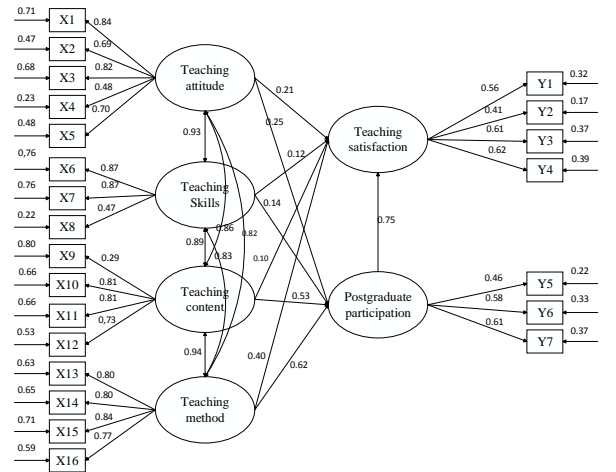 0.71 X1 0.84
0.47 X2 0.69
0.68 X3 0.82
0.23 X4 0.48
0.48 X5 0.70
Teaching
attitude
0,76 X6 0.87
0.76 X7 0.87
0.22 X8 0.47
Teaching
Skills
0.80 X9 0.29
0.66 X10 0.81
0.66 X11 0.81
0.53 X12 0,73
Teaching
content
0.63 X13 0.80
0.65 X14 0.80
0.71 X15 0.84
0.59 X16 0.77
Teaching
method
0.93
0.89
0.94
0.86
0.83
0.82
0.21
0.25
0.12
0.14
0.10
0.53
0.40
0.62
Teaching
satisfaction
0.75
Postgraduate
participation
0.56 Y1 0.32
0.41 Y2 0.17
0.61 Y3 0.37
0.62 Y4 0.39
0.46 Y5 0.22
0.58 Y6 0.33
0.61 Y7 0.37